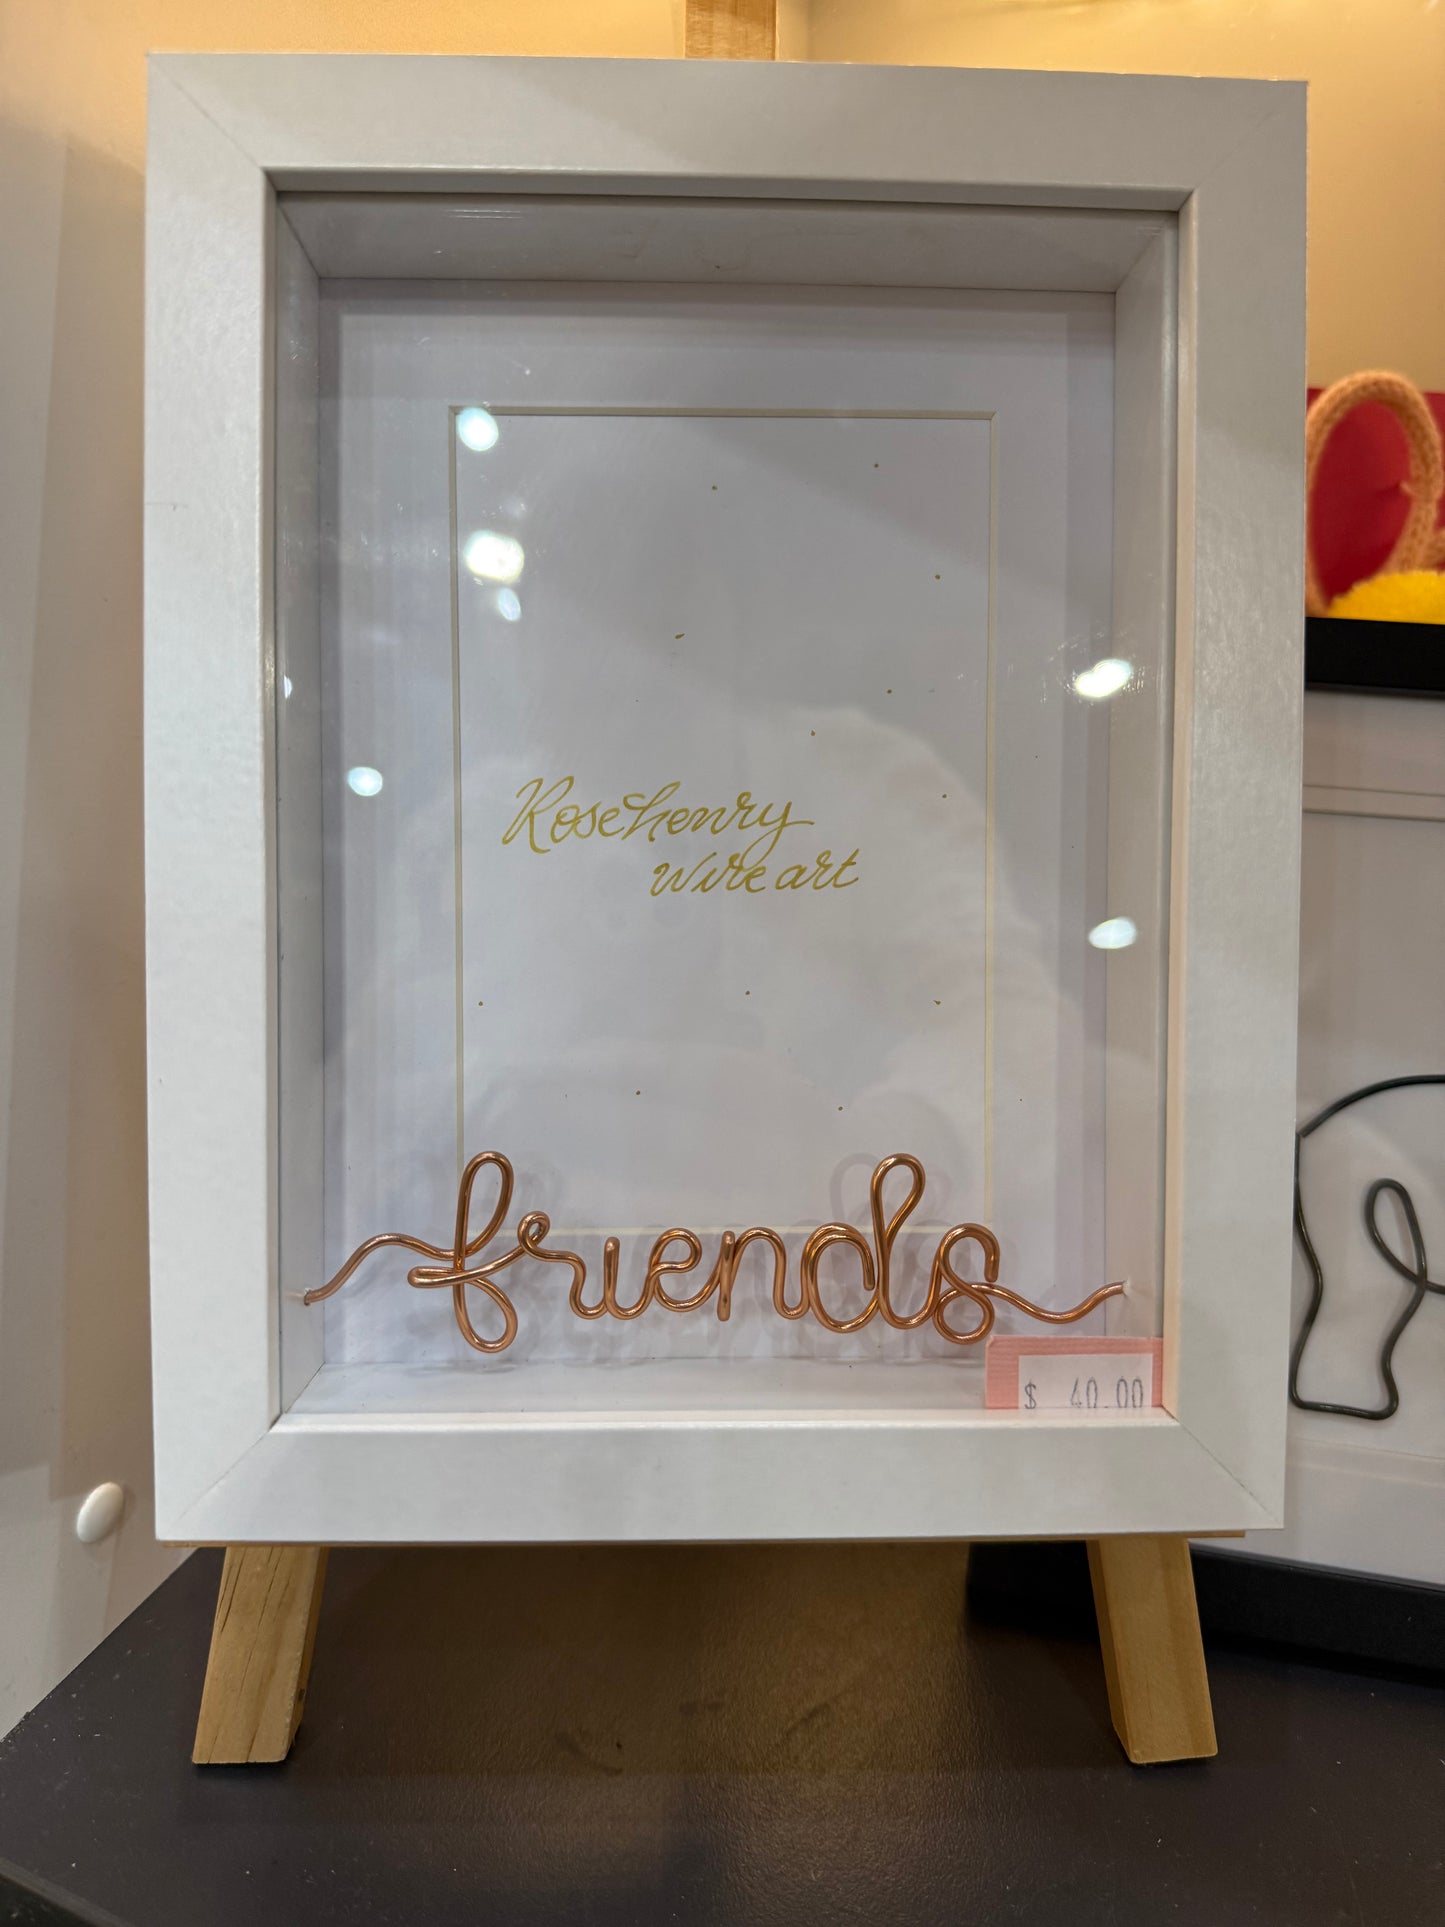 Rosehenry
wire art
friends
$ 40.00